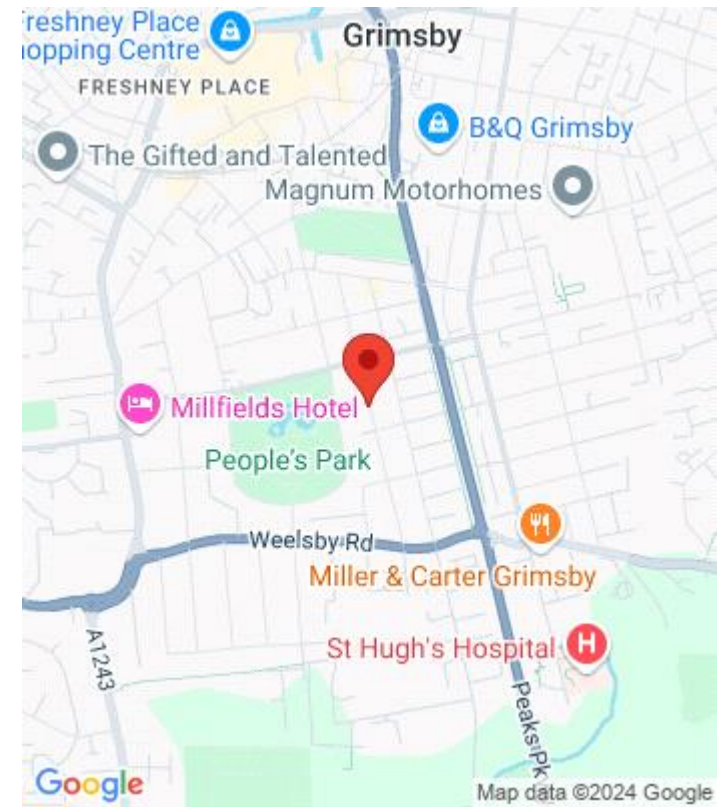 Freshney Place
opping Centre
Grimsby
FRESHNEY PLACE
B&Q Grimsby
The Gifted and Talented
Magnum Motorhomes
Millfields Hotel
People's Park
Weelsby Rd
Miller & Carter Grimsby
St Hugh's Hospital
H
A1243
Peaks Pk
Google
Map data ©2024 Google